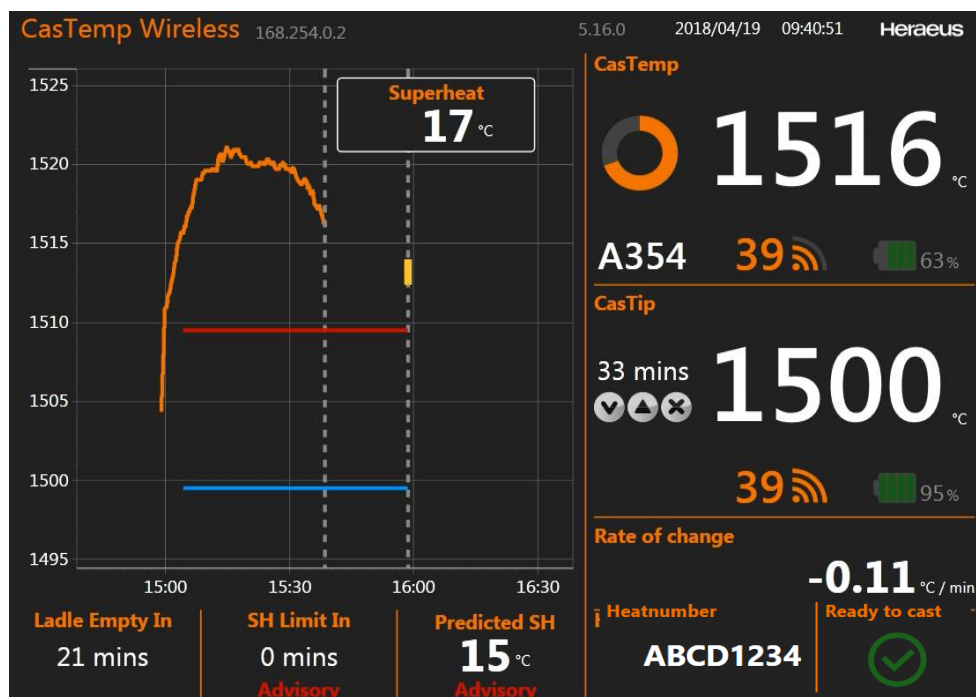 CasTemp Wireless 168.254.0.2 5.16.0 2018/04/19 09:40:51 Heraeus
1525
1520
1515
1510
1505
1500
1495
15:00 15:30 16:00 16:30
Superheat
17 °C
CasTemp
1516 °C
A354 39 63%
CasTip
33 mins
1500 °C
39 95%
Rate of change
-0.11 °C / min
Ladle Empty In
21 mins
SH Limit In
0 mins
Advisory
Predicted SH
15 °C
Advisory
Heatnumber
ABCD1234
Ready to cast